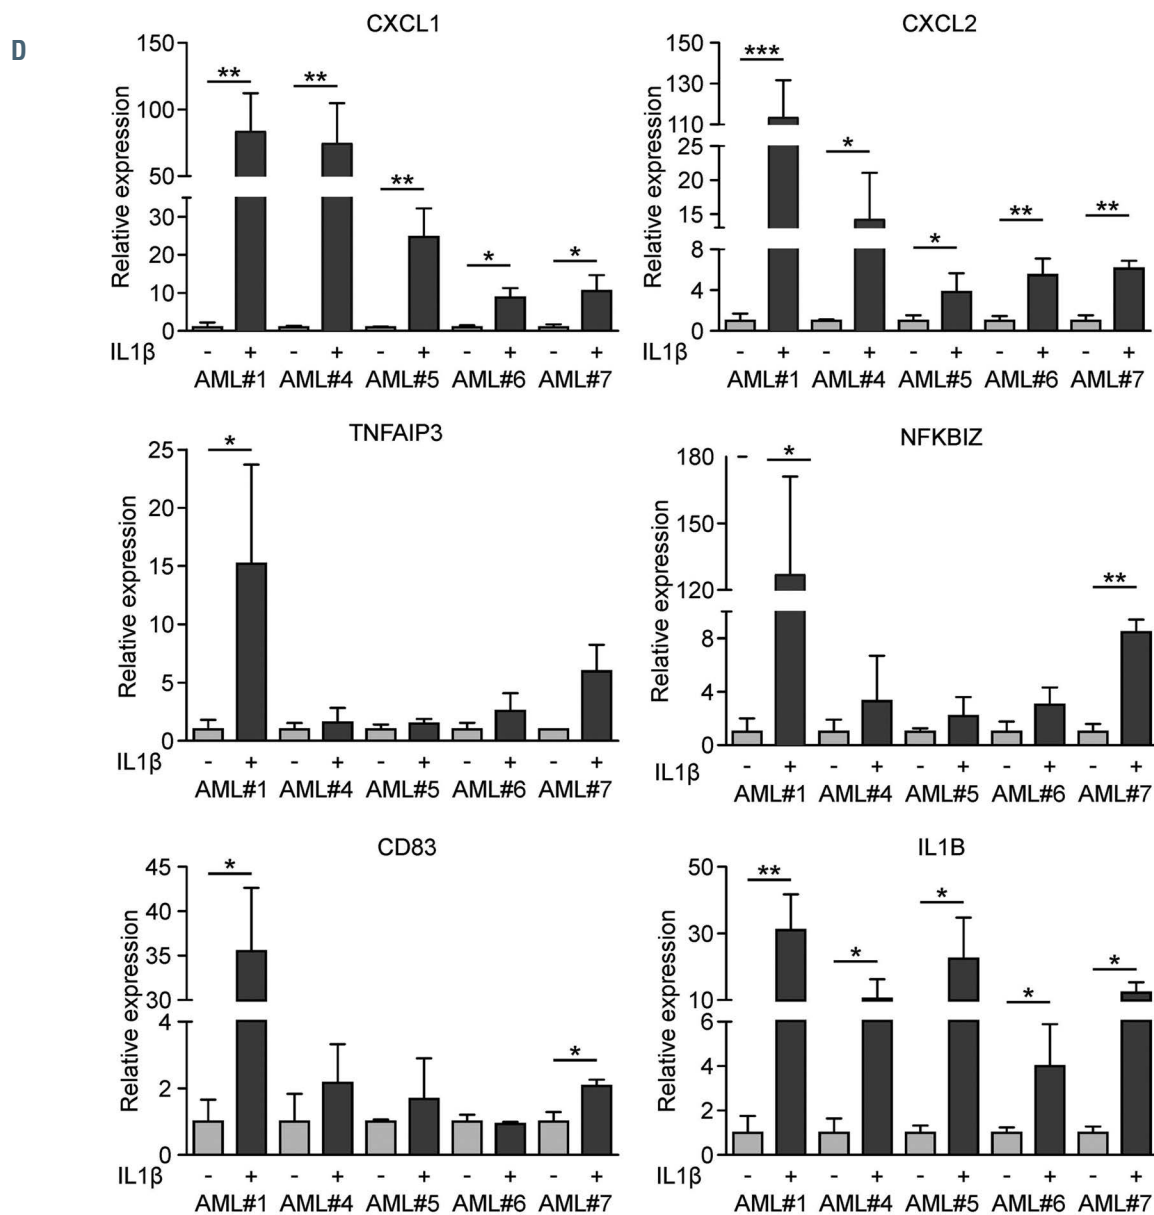 D
CXCL1
Relative expression
150
100
50
30
20
10
0
** ** ** * *
IL1β - + - + - + - + - +
AML#1 AML#4 AML#5 AML#6 AML#7
CXCL2
Relative expression
150
130
110
25
20
15
8
4
0
*** * * ** **
IL1β - + - + - + - + - +
AML#1 AML#4 AML#5 AML#6 AML#7
TNFAIP3
Relative expression
25
20
15
10
5
0
*
IL1β - + - + - + - + - +
AML#1 AML#4 AML#5 AML#6 AML#7
NFKBIZ
Relative expression
180
150
120
8
4
0
* **
IL1β - + - + - + - + - +
AML#1 AML#4 AML#5 AML#6 AML#7
CD83
Relative expression
45
40
35
30
4
2
0
* *
IL1β - + - + - + - + - +
AML#1 AML#4 AML#5 AML#6 AML#7
IL1B
Relative expression
50
30
10
6
4
2
0
** * * * *
IL1β - + - + - + - + - +
AML#1 AML#4 AML#5 AML#6 AML#7